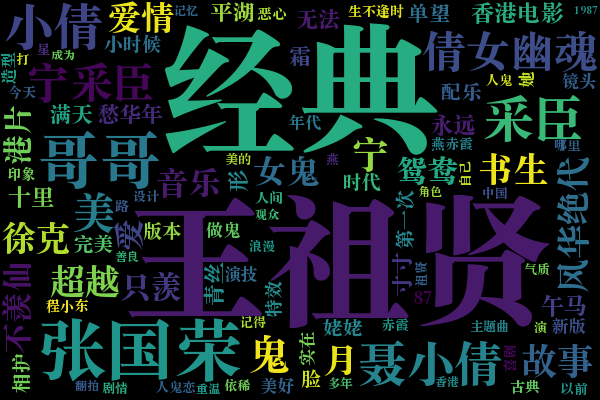 小倩
爱情
记忆
平湖
恶心
无法
生不逢时
单望
香港电影
1987
造型
打
星
成为
小时候
经典
霜
倩女幽魂
人鬼
她
镜头
今天
宁采臣
配乐
采臣
港片
满天
愁华年
年代
永远
燕赤霞
哪里
印象
哥哥
美的
燕
宁
鸳鸯
自己
书生
风华绝代
十里
音乐
形
女鬼
时代
角色
中国
美
路
设计
人间
观众
第一次
徐克
完美
爱
版本
做鬼
王祖贤
善良
浪漫
寸寸
祖贤
气质
不羡仙
超越
只羡
青丝
演技
特效
87
午马
程小东
记得
姥姥
赤霞
主题曲
演
新版
张国荣
鬼
实在
月
聂小倩
故事
相护
翻拍
剧情
人鬼恋
重温
依稀
美好
脸
多年
香港
古典
以前